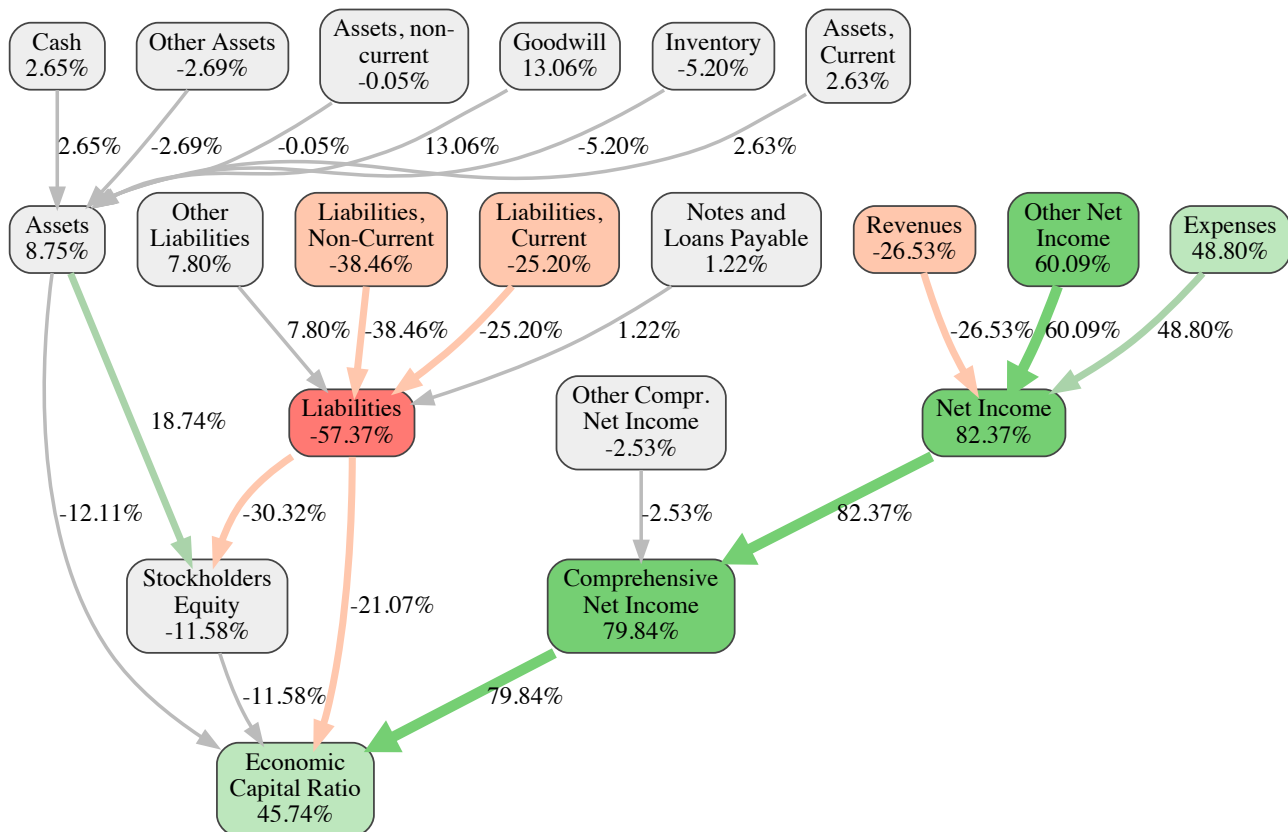 Cash
2.65%
Other Assets
-2.69%
Assets, non-
current
-0.05%
Goodwill
13.06%
Inventory
-5.20%
Assets,
Current
2.63%
2.65%
-2.69%
-0.05%
13.06%
-5.20%
2.63%
Assets
8.75%
Other
Liabilities
7.80%
Liabilities,
Non-Current
-38.46%
Liabilities,
Current
-25.20%
Notes and
Loans Payable
1.22%
Revenues
-26.53%
Other Net
Income
60.09%
Expenses
48.80%
7.80%
-38.46%
-25.20%
1.22%
-26.53%
60.09%
48.80%
18.74%
Liabilities
-57.37%
Other Compr.
Net Income
-2.53%
Net Income
82.37%
-12.11%
-30.32%
-2.53%
82.37%
Stockholders
Equity
-11.58%
-21.07%
Comprehensive
Net Income
79.84%
-11.58%
79.84%
Economic
Capital Ratio
45.74%